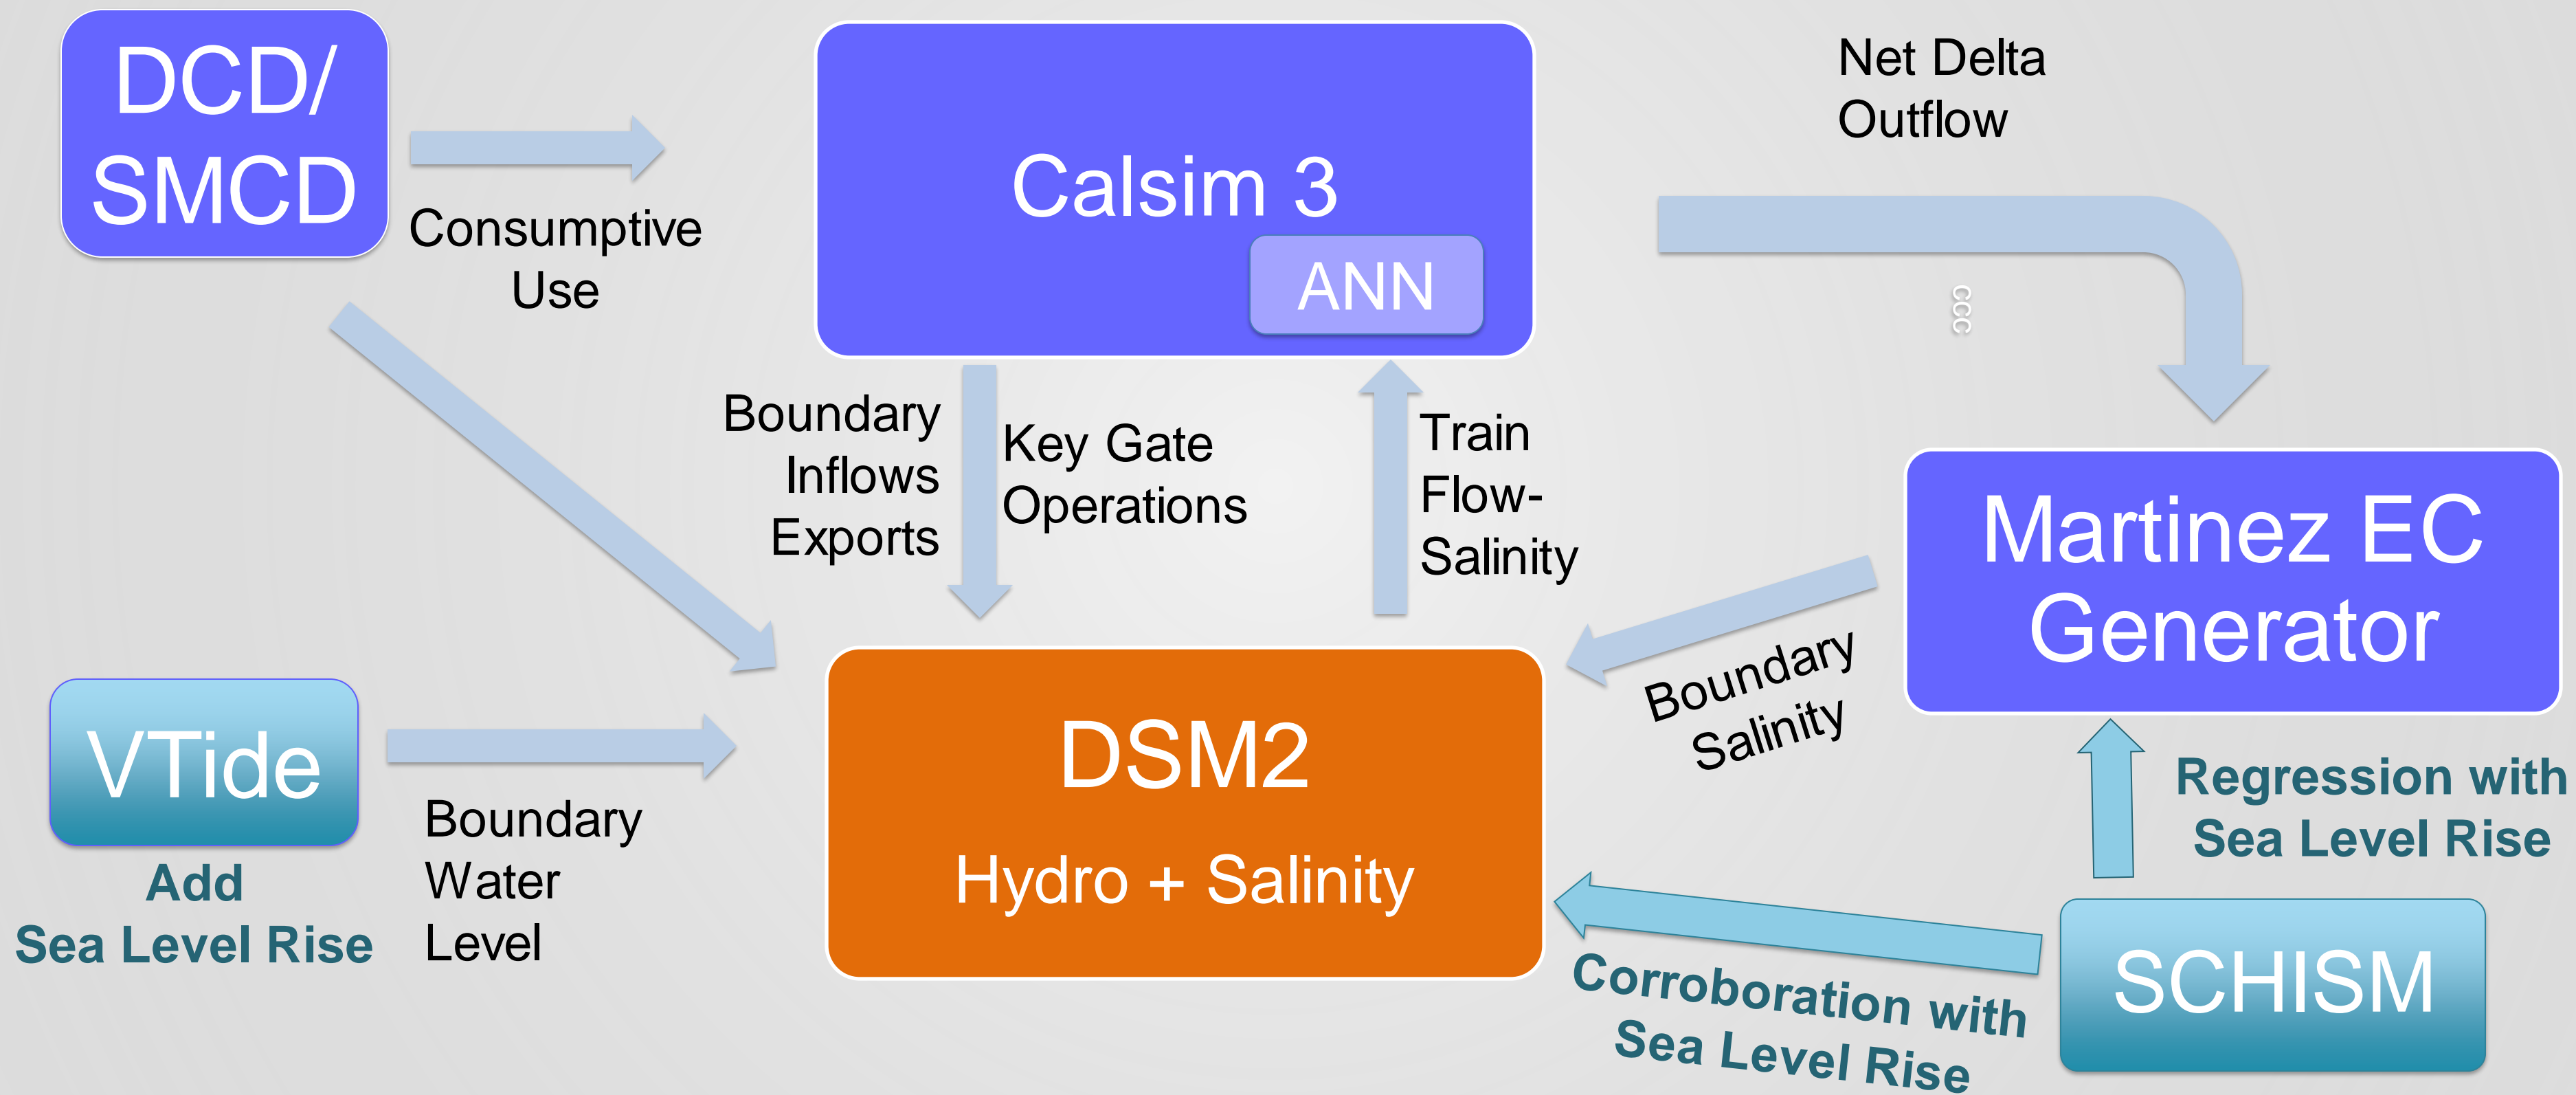 DCD/
SMCD
Consumptive
Use
Calsim 3
ANN
Net Delta
Outflow
CCC
Boundary
Inflows
Exports
Key Gate
Operations
Train
Flow-
Salinity
Martinez EC
Generator
Boundary
Salinity
VTide
Add
Sea Level Rise
Boundary
Water
Level
DSM2
Hydro + Salinity
Regression with
Sea Level Rise
Corroboration with
Sea Level Rise
SCHISM